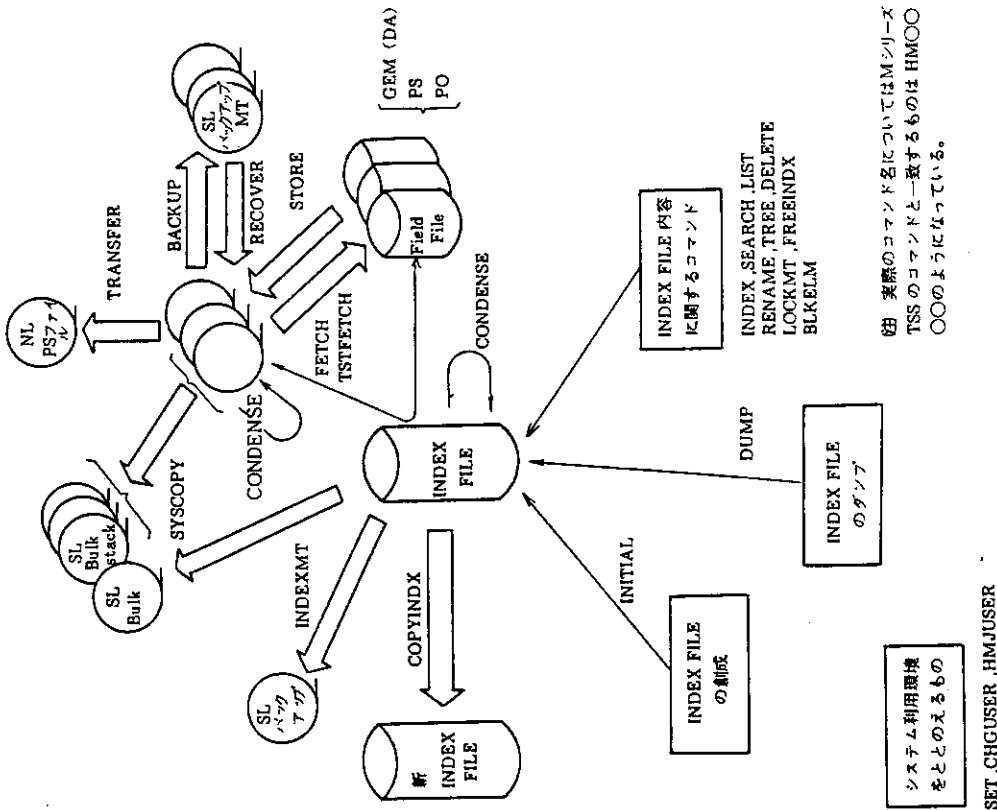 NL
PSファイ
ル
TRANSFER
SL
バックアップ
MT
BACKUP
RECOVER
STORE
GEM (DA)
PS
PO
Field
File
FETCH
TSTFETCH
CONDENSE
SL
Bulk
stack
SL
Bulk
SYSCOPY
INDEX
FILE
CONDENSE
SL
バック
アップ
INDEXMT
COPYINDX
新
INDEX
FILE
INITIAL
INDEX FILE
の創成
DUMP
INDEX FILE
のダンプ
INDEX FILE 内容
に関するコマンド
INDEX ,SEARCH ,LIST
RENAME ,TREE ,DELETE
LOCKMT ,FREEINDX
BLKELM
システム利用環境
をととのえるもの
SET ,CHGUSER ,HMJUSER
註 実際のコマンド名についてはMシリーズ
TSS のコマンドと一致するものは HM○○
○○のようになっている。